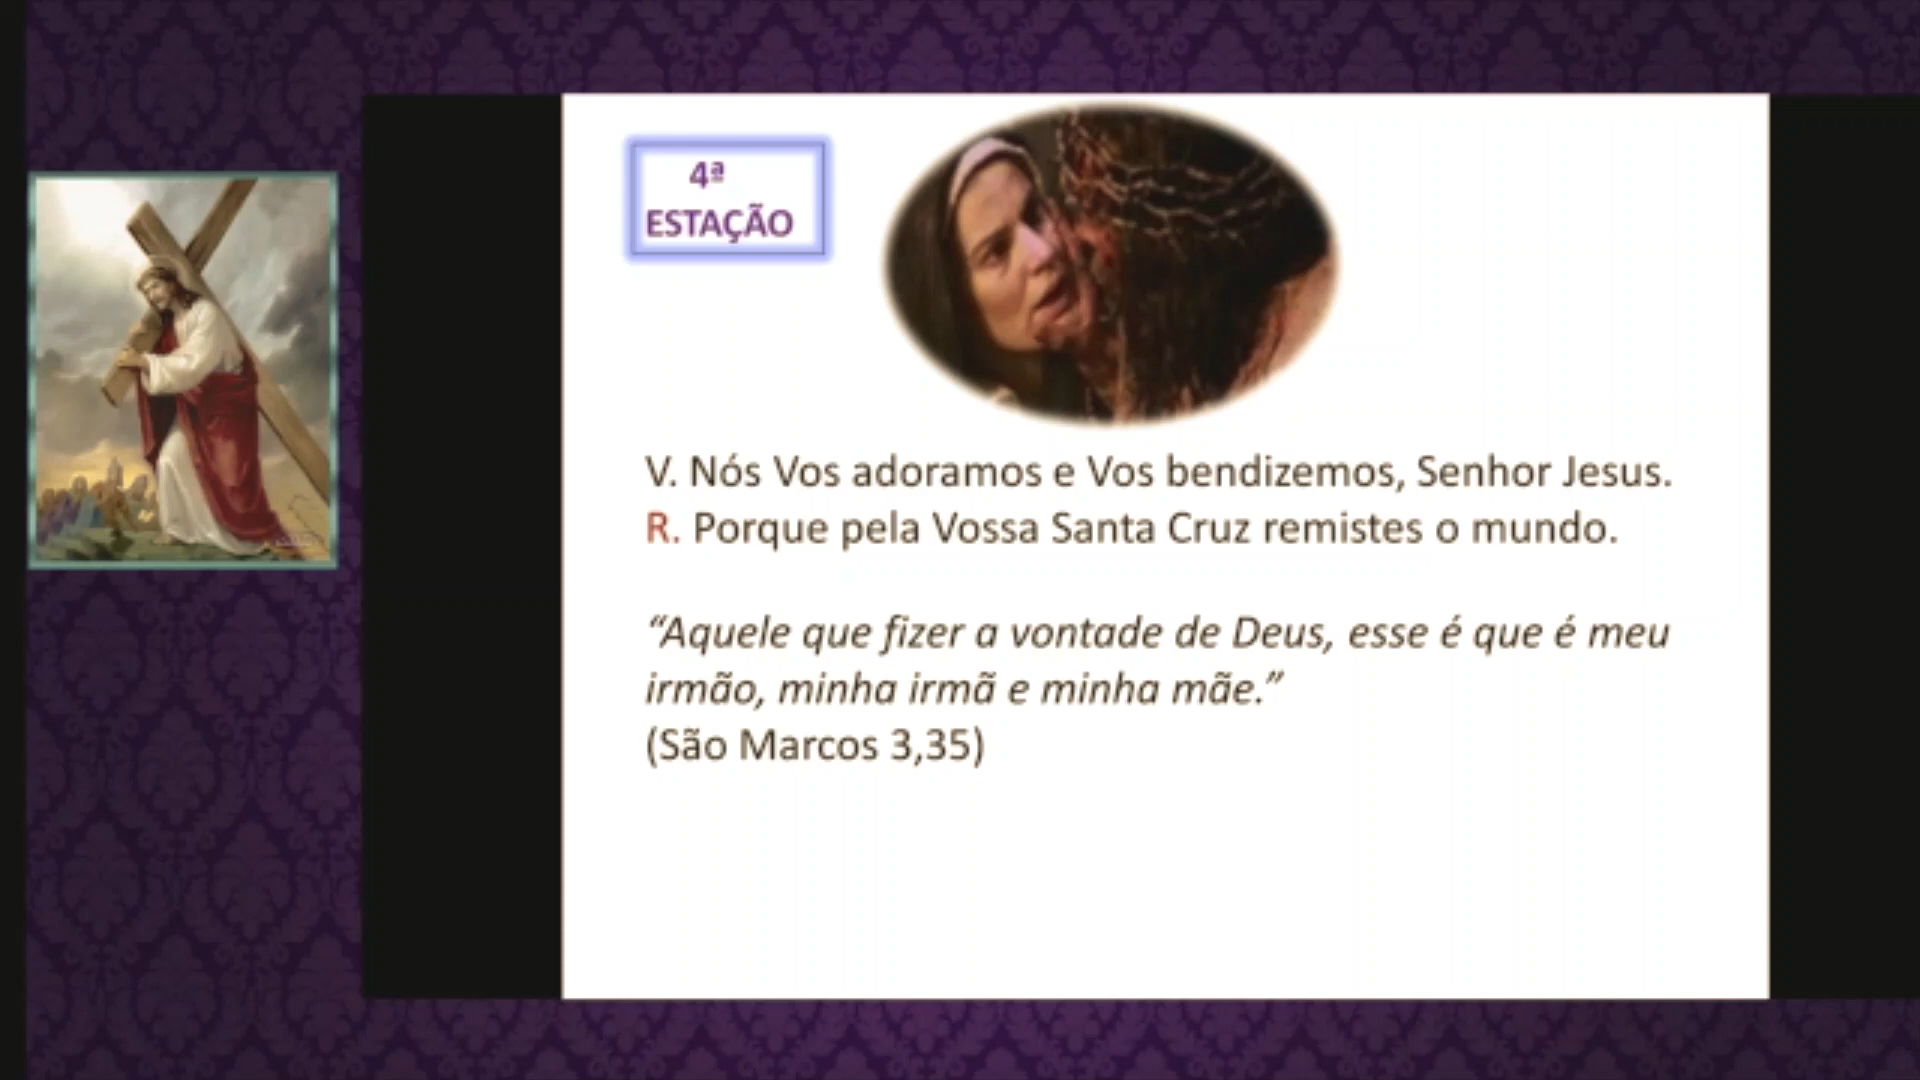 4ª
ESTAÇÃO
V. Nós Vos adoramos e Vos bendizemos, Senhor Jesus.
R. Porque pela Vossa Santa Cruz remistes o mundo.
“Aquele que fizer a vontade de Deus, esse é que é meu
irmão, minha irmã e minha mãe.”
(São Marcos 3,35)